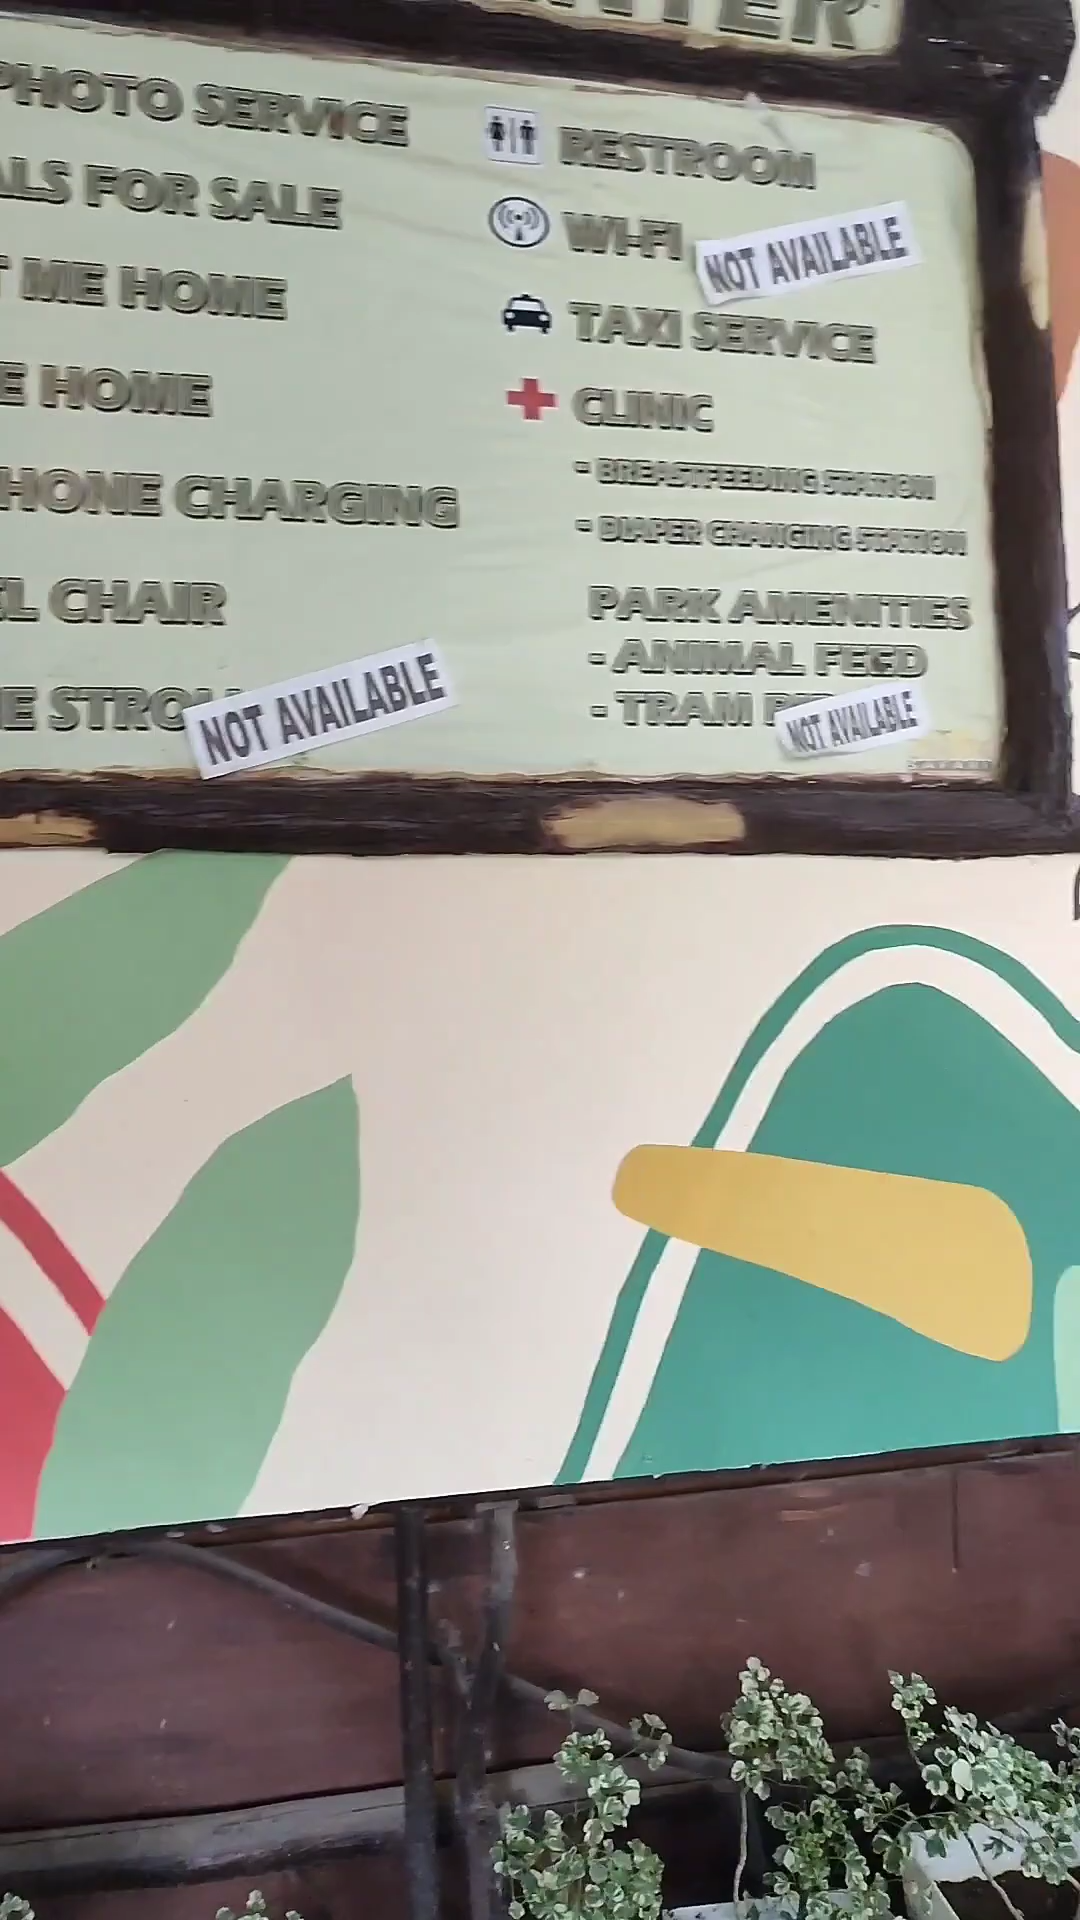 PHOTO SERVICE
ALS FOR SALE
T ME HOME
E HOME
HONE CHARGING
EL CHAIR
E STROL
NOT AVAILABLE
RESTROOM
WI-FI
NOT AVAILABLE
TAXI SERVICE
CLINIC
- BREASTFEEDING STATION
- DIAPER CHANGING STATION
PARK AMENITIES
- ANIMAL FEED
- TRAM
NOT AVAILABLE